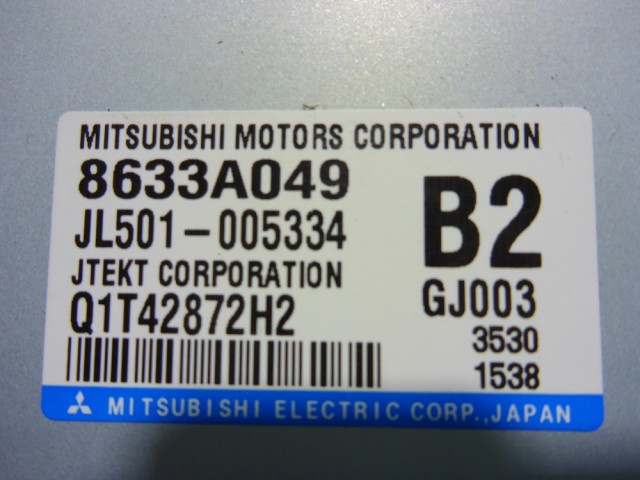 MITSUBISHI MOTORS CORPORATION
8633A049
JL501-005334
B2
JTEKT CORPORATION
Q1T42872H2
GJ003
3530
1538
MITSUBISHI ELECTRIC CORP., JAPAN